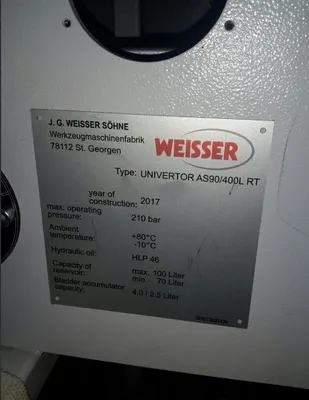 J. G. WEISSER SÖHNE
Werkzeugmaschinenfabrik
78112 St. Georgen
WEISSER
Type: UNIVERTOR AS90/400L RT
year of
construction: 2017
max. operating
pressure: 210 bar
Ambient +80°C
temperature: -10°C
Hydraulic oil: HLP 46
Capacity of max. 100 Liter
reservoir: min 70 Liter
Bladder accumulator
capacity: 4.0 / 2.5 Liter